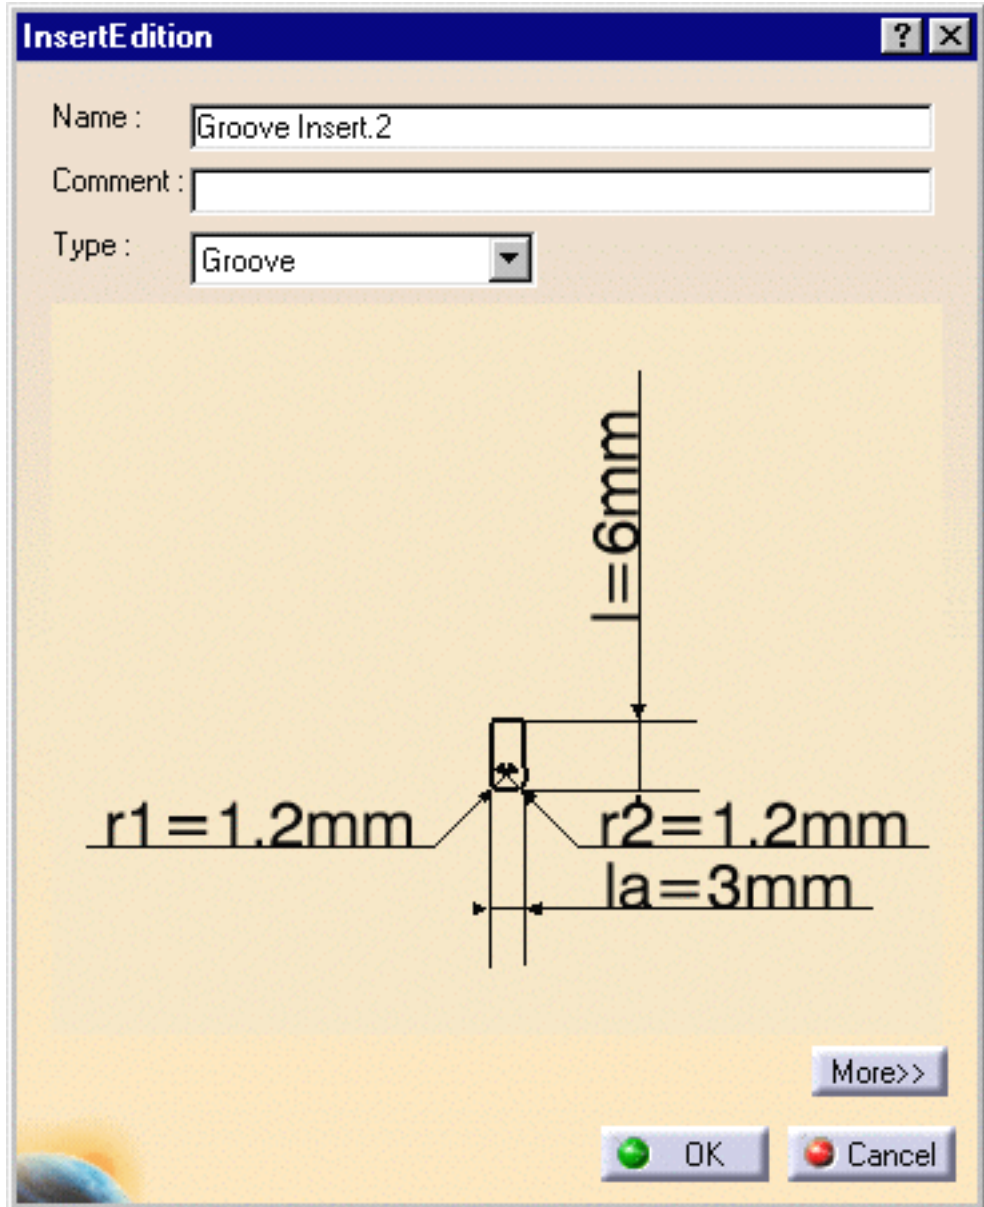 InsertEdition
Name :
Groove Insert.2
Comment :
Type :
Groove
l=6mm
r1=1.2mm
r2=1.2mm
la=3mm
More>>
OK
Cancel